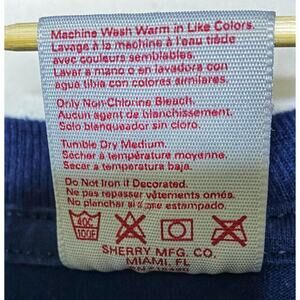 Machine Wash Warm in Like Colors.
Lavage à la machine à l'eau tiède
avec couleurs semblables.
Lavar a mano o en lavadora con
agua tibia con colores similares.
Only Non-Chlorine Bleach.
Aucun agent de blanchissement.
Solo blanqueador sin cloro.
Tumble Dry Medium.
Sécher à température moyenne.
Secar a temperatura baja.
Do Not Iron if Decorated.
Ne pas repasser vêtements ornés.
No planchar si
40C
100F
SHERRY MFG. CO.
MIAMI FL